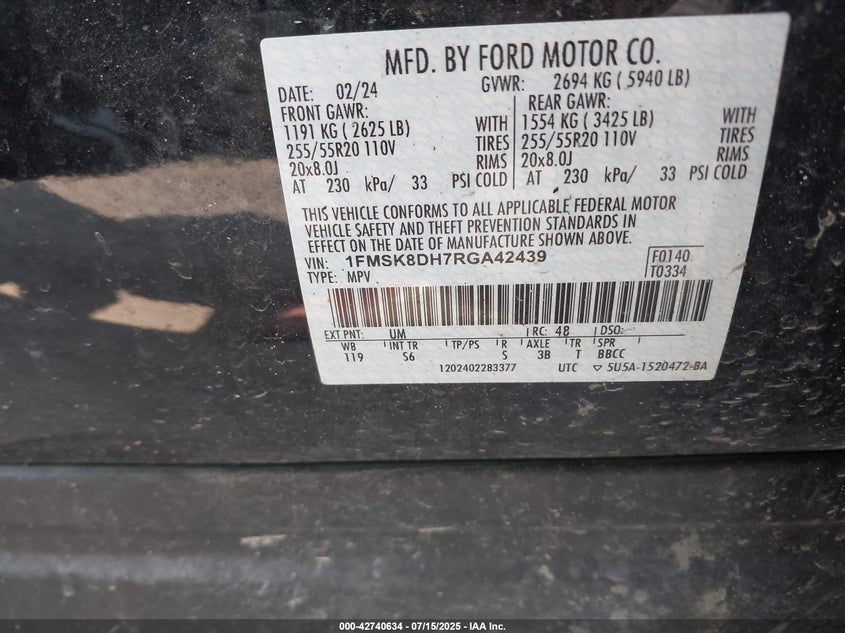 MFD. BY FORD MOTOR CO.
DATE: 02/24 GVWR: 2694 KG ( 5940 LB)
FRONT GAWR: REAR GAWR:
1191 KG ( 2625 LB) WITH 1554 KG ( 3425 LB) WITH
255/55R20 110V TIRES 255/55R20 110V TIRES
20x8.0J RIMS 20x8.0J RIMS
AT 230 kPa/ 33 PSI COLD AT 230 kPa/ 33 PSI COLD
THIS VEHICLE CONFORMS TO ALL APPLICABLE FEDERAL MOTOR
VEHICLE SAFETY AND THEFT PREVENTION STANDARDS IN
EFFECT ON THE DATE OF MANUFACTURE SHOWN ABOVE.
VIN: 1FMSK8DH7RGA42439 F0140
TYPE: MPV T0334
EXT PNT: UM RC: 48 DSO:
WB INT TR TP/PS R AXLE TR SPR
119 S6 S 3B T BBCC
1202402283377 UTC ▽ 5U5A-1520472-BA
000-42740634 / 07/15/2025 - IAA Inc.